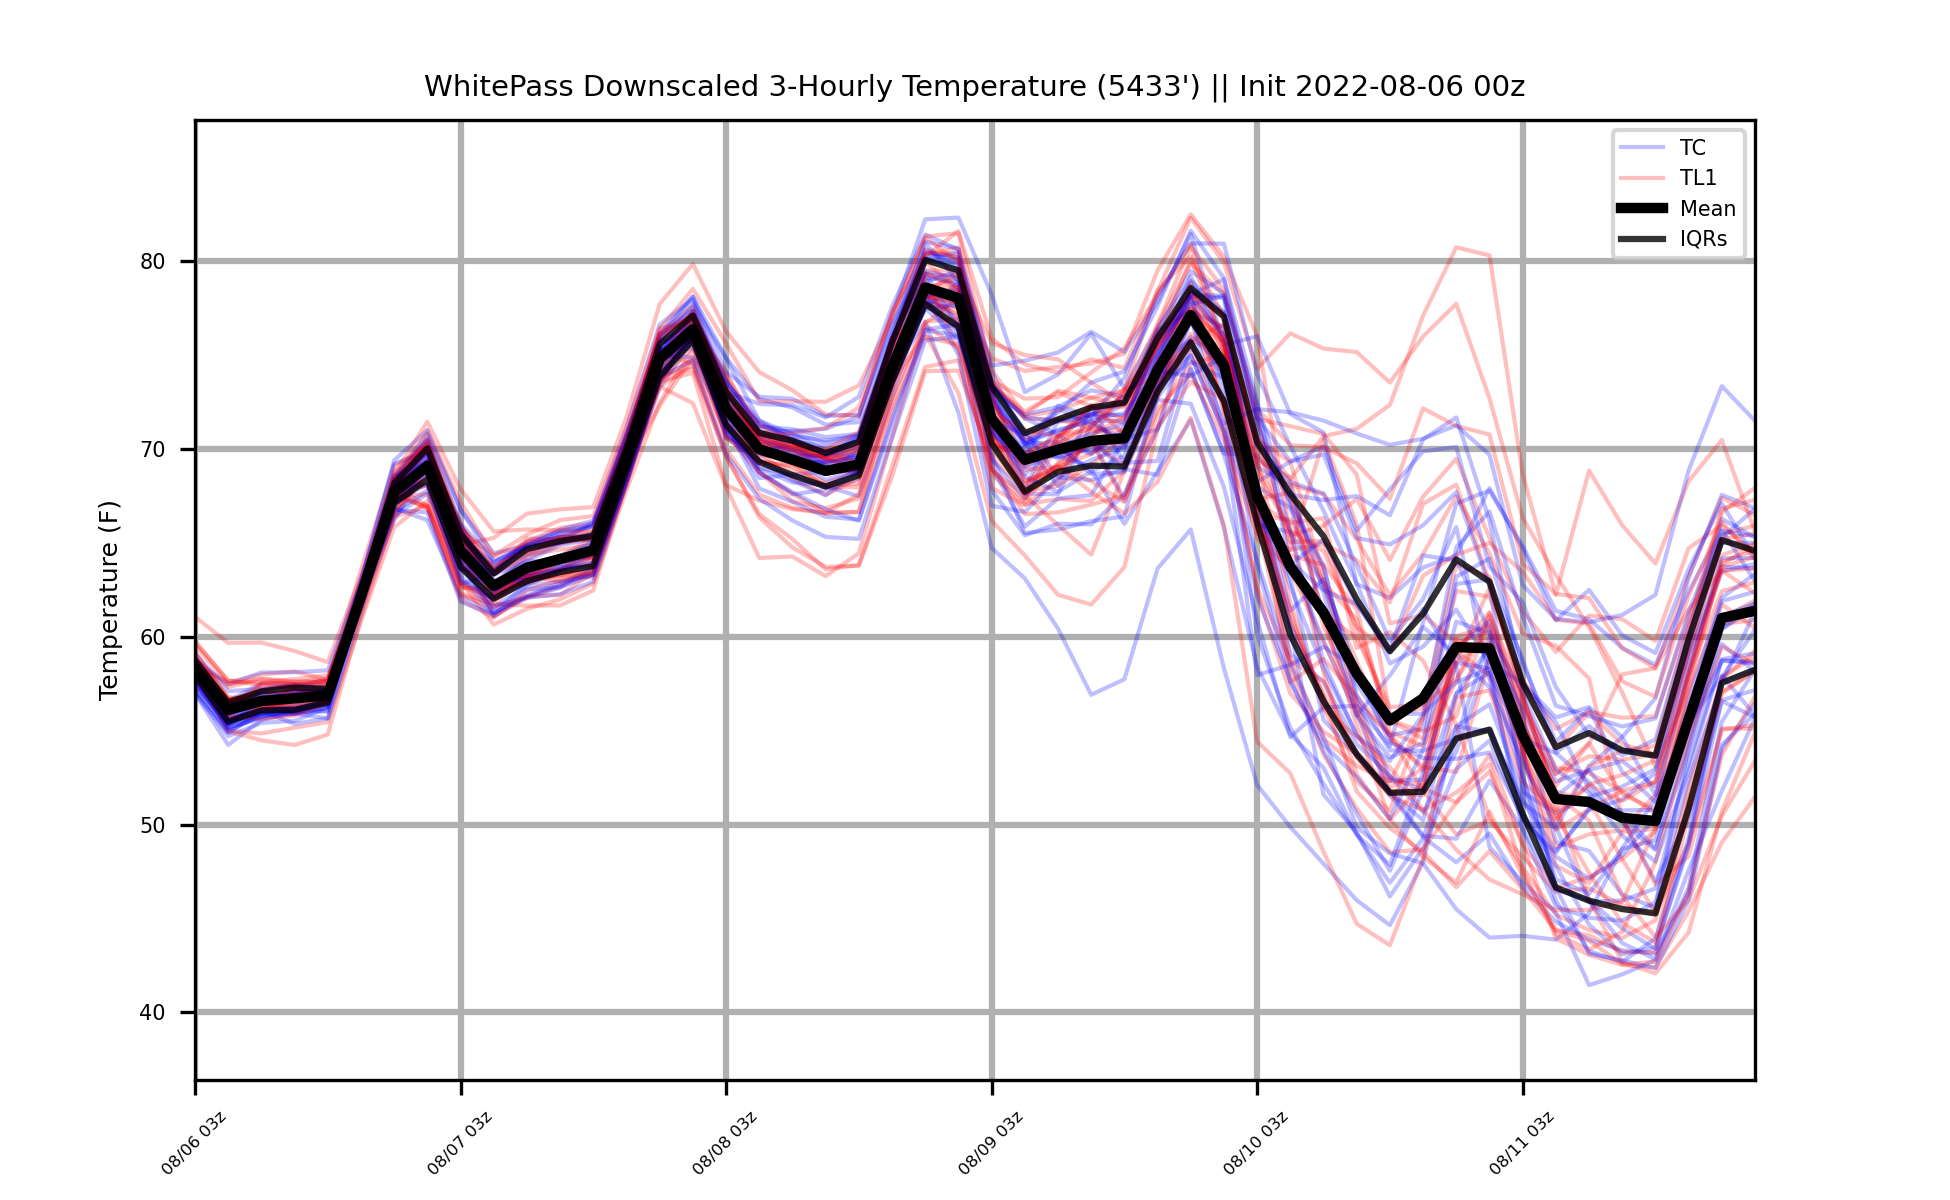 WhitePass Downscaled 3-Hourly Temperature (5433') || Init 2022-08-06 00z
TC
TL1
Mean
IQRs
Temperature (F)
80
70
60
50
40
08/06 03z
08/07 03z
08/08 03z
08/09 03z
08/10 03z
08/11 03z